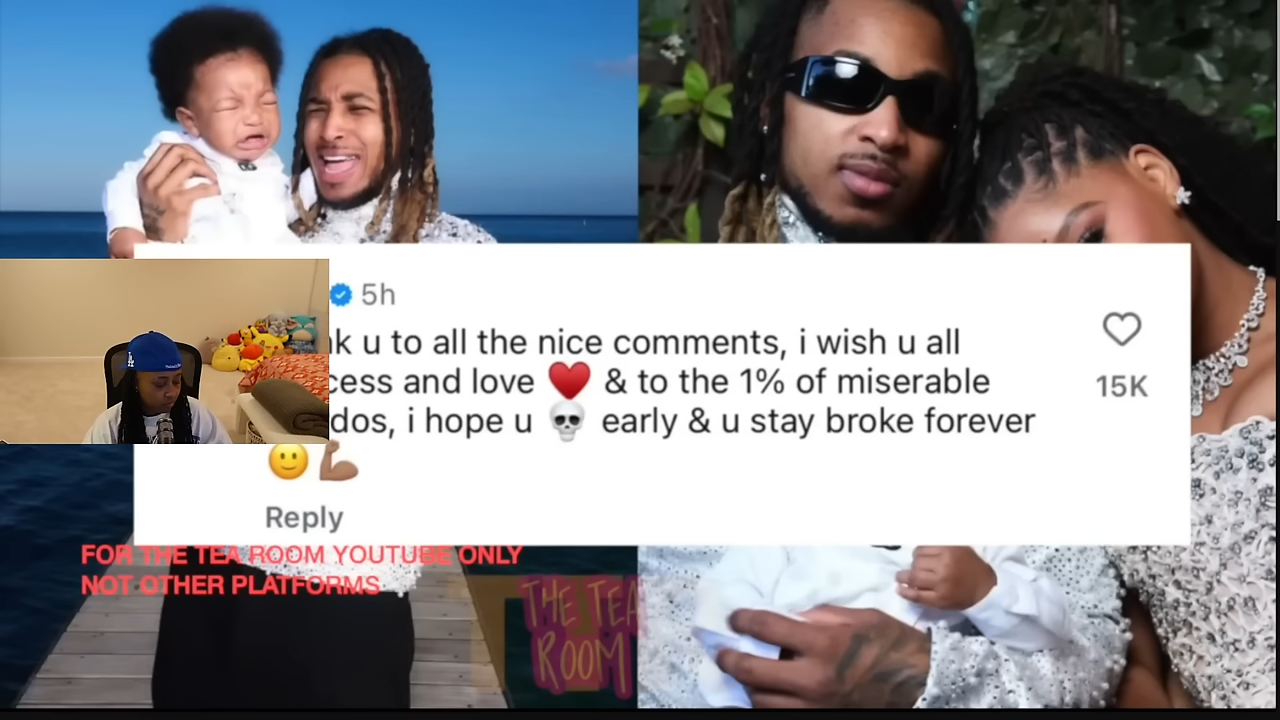 5h
k u to all the nice comments, i wish u all
cess and love ❤️ & to the 1% of miserable
dos, i hope u 💀 early & u stay broke forever
🙂💪🏽
15K
Reply
FOR THE TEA ROOM YOUTUBE ONLY
NOT OTHER PLATFORMS
THE TEA
ROOM